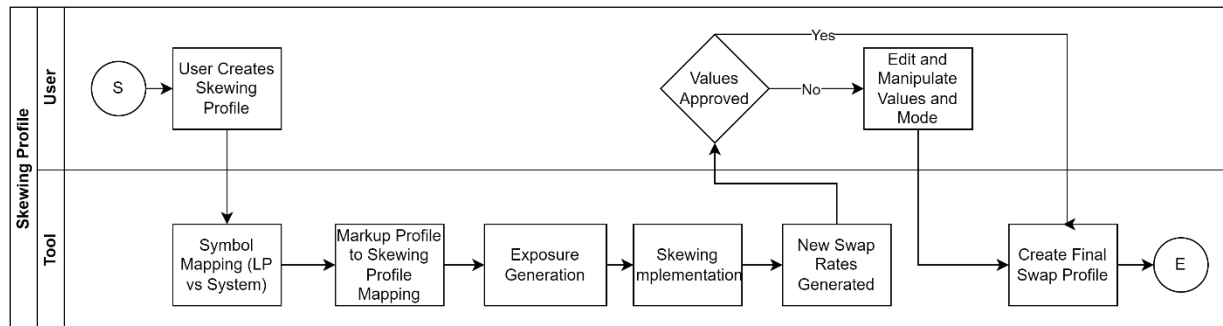 Skewing Profile
User
S
User Creates
Skewing
Profile
Values
Approved
Yes
No
Edit and
Manipulate
Values and
Mode
Tool
Symbol
Mapping (LP
vs System)
Markup Profile
to Skewing
Profile
Mapping
Exposure
Generation
Skewing
Implementation
New Swap
Rates
Generated
Create Final
Swap Profile
E